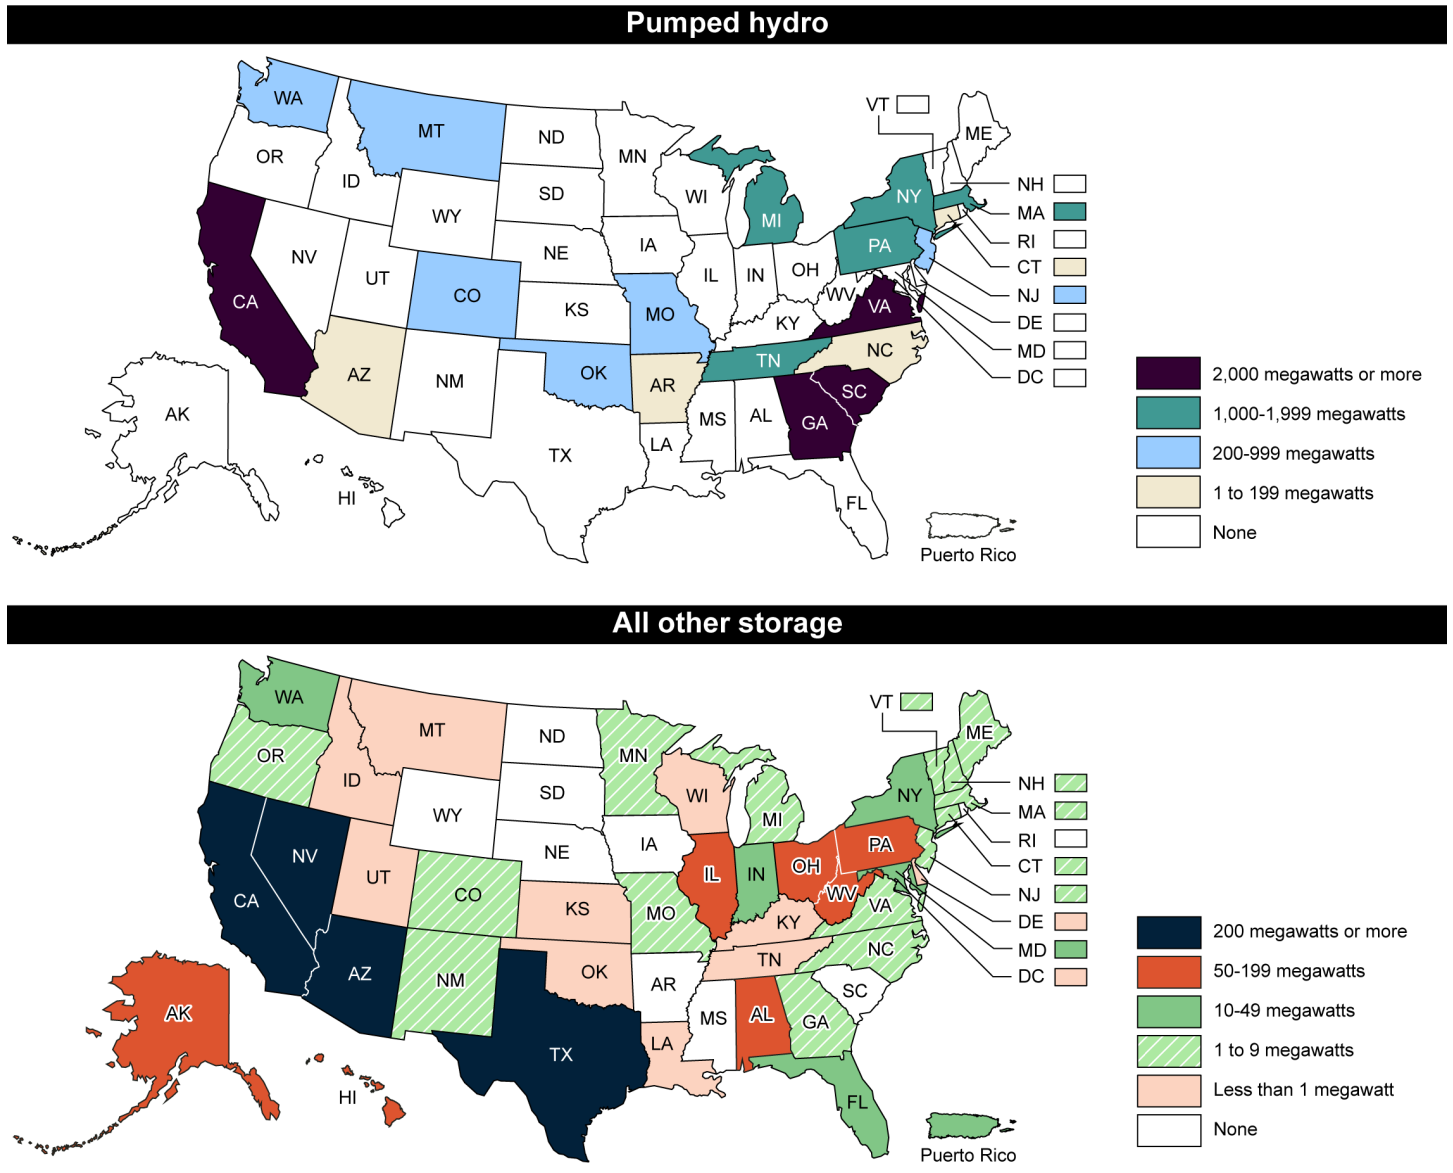 Pumped hydro
WA
MT
ND
MN
VT
ME
OR
ID
SD
WI
NH
WY
MI
NY
MA
NV
NE
IA
PA
RI
UT
CO
IL
IN
OH
CT
CA
KS
MO
WV
VA
NJ
KY
DE
AZ
NM
OK
AR
TN
NC
MD
SC
DC
AK
TX
LA
MS
AL
GA
HI
FL
Puerto Rico
2,000 megawatts or more
1,000-1,999 megawatts
200-999 megawatts
1 to 199 megawatts
None
All other storage
WA
MT
ND
MN
VT
ME
OR
ID
SD
WI
NH
WY
MI
NY
MA
NV
NE
IA
PA
RI
UT
CO
IL
IN
OH
CT
CA
KS
MO
WV
VA
NJ
KY
DE
AZ
NM
OK
AR
TN
NC
MD
SC
DC
AK
TX
LA
MS
AL
GA
HI
FL
Puerto Rico
200 megawatts or more
50-199 megawatts
10-49 megawatts
1 to 9 megawatts
Less than 1 megawatt
None